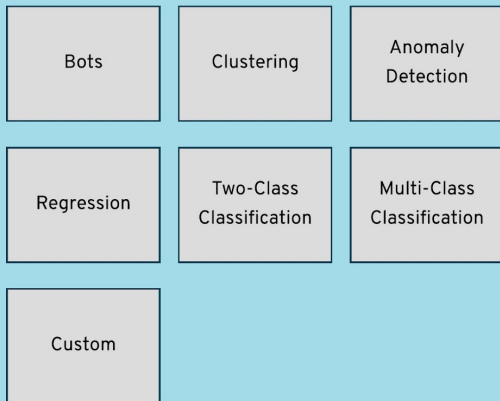 Bots
Clustering
Anomaly
Detection
Regression
Two-Class
Classification
Multi-Class
Classification
Custom